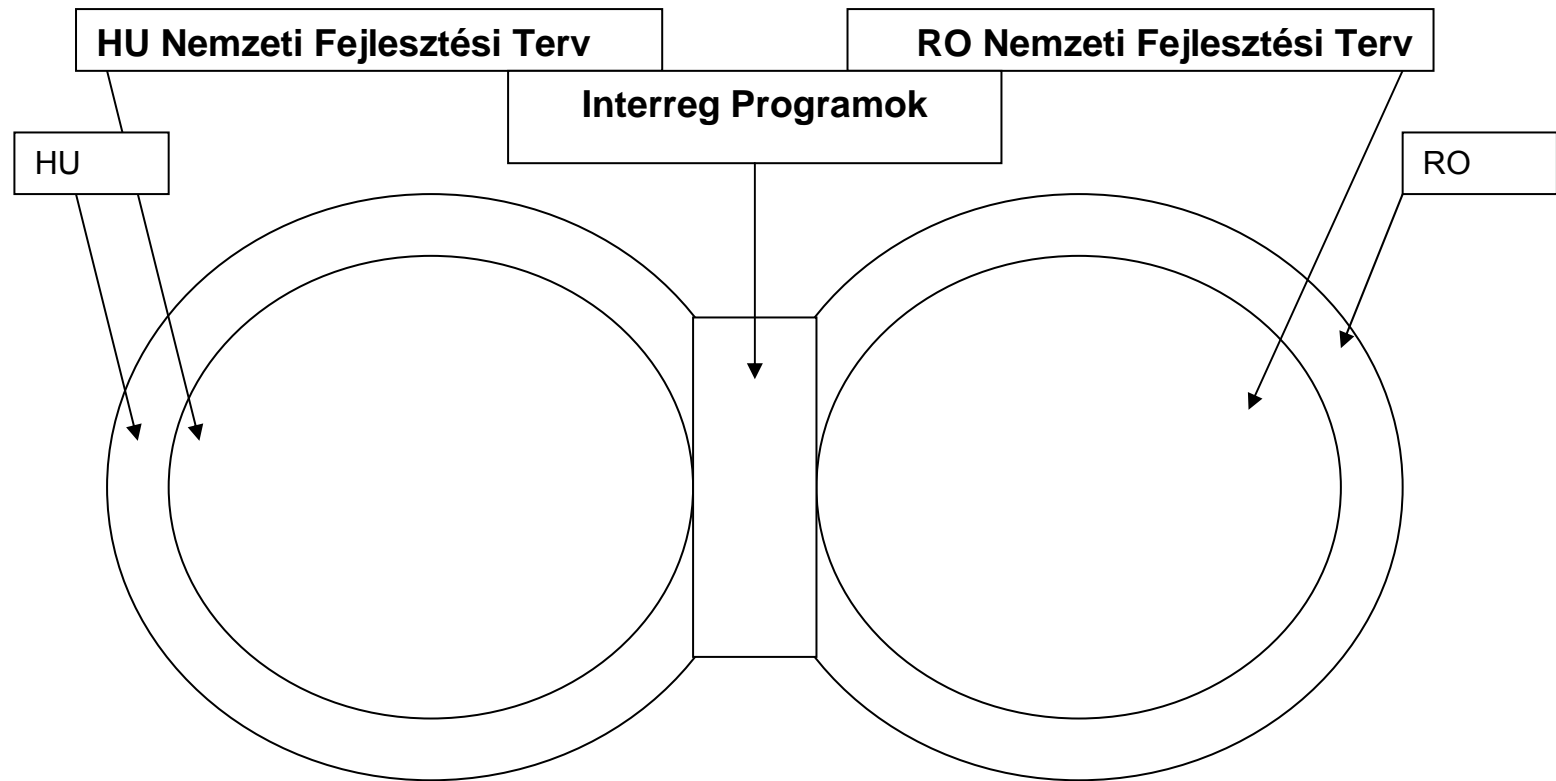 HU Nemzeti Fejlesztési Terv
RO Nemzeti Fejlesztési Terv
Interreg Programok
HU
RO